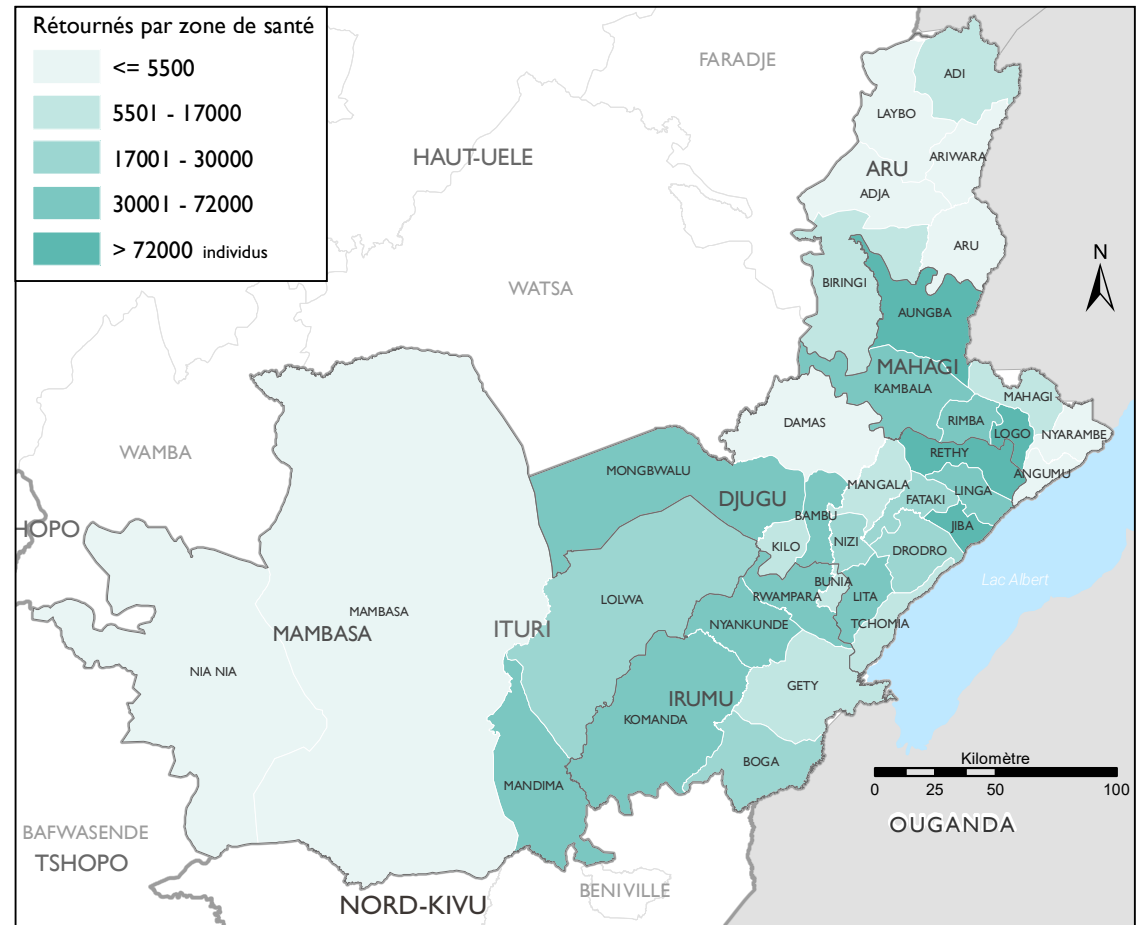 Rétournés par zone de santé
<= 5500
5501 - 17000
17001 - 30000
30001 - 72000
> 72000 individus
FARADJE
ADI
LAYBO
HAUT-UELE
ARIWARA
ARU
ADJA
ARU
N
BIRINGI
WATSA
AUNGBA
MAHAGI
KAMBALA
MAHAGI
DAMAS
RIMBA
LOGO
NYARAMBE
WAMBA
RETHY
MONGBWALU
ANGUMU
MANGALA
LINGA
DJUGU
FATAKI
BAMBU
HOPO
JIBA
KILO
NIZI
DRODRO
Lac Albert
BUNIA
LOLWA
RWAMPARA
LITA
MAMBASA
NYANKUNDE
TCHOMIA
ITURI
MAMBASA
NIA NIA
GETY
IRUMU
KOMANDA
Kilomètre
BOGA
MANDIMA
0 25 50 100
OUGANDA
BAFWASENDE
TSHOPO
BENIVILLE
NORD-KIVU